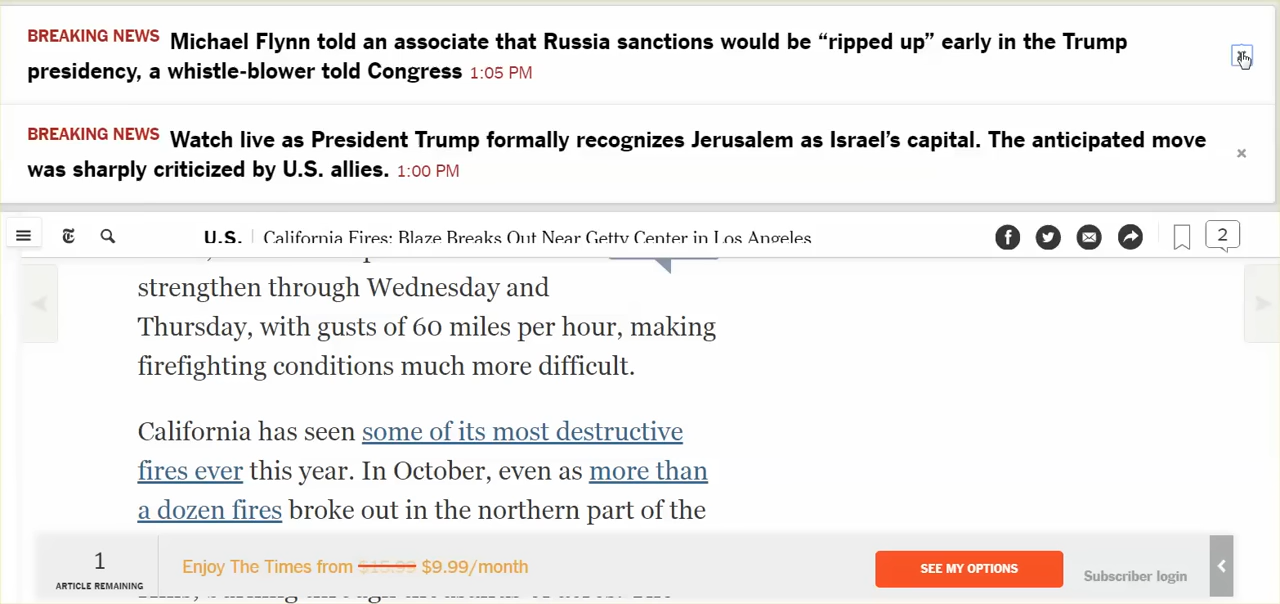 BREAKING NEWS Michael Flynn told an associate that Russia sanctions would be “ripped up” early in the Trump
presidency, a whistle-blower told Congress 1:05 PM
BREAKING NEWS Watch live as President Trump formally recognizes Jerusalem as Israel’s capital. The anticipated move
was sharply criticized by U.S. allies. 1:00 PM
U.S. | California Fires: Blaze Breaks Out Near Getty Center in Los Angeles
2
strengthen through Wednesday and
Thursday, with gusts of 60 miles per hour, making
firefighting conditions much more difficult.
California has seen some of its most destructive
fires ever this year. In October, even as more than
a dozen fires broke out in the northern part of the
1
ARTICLE REMAINING
Enjoy The Times from $15.99 $9.99/month
SEE MY OPTIONS
Subscriber login